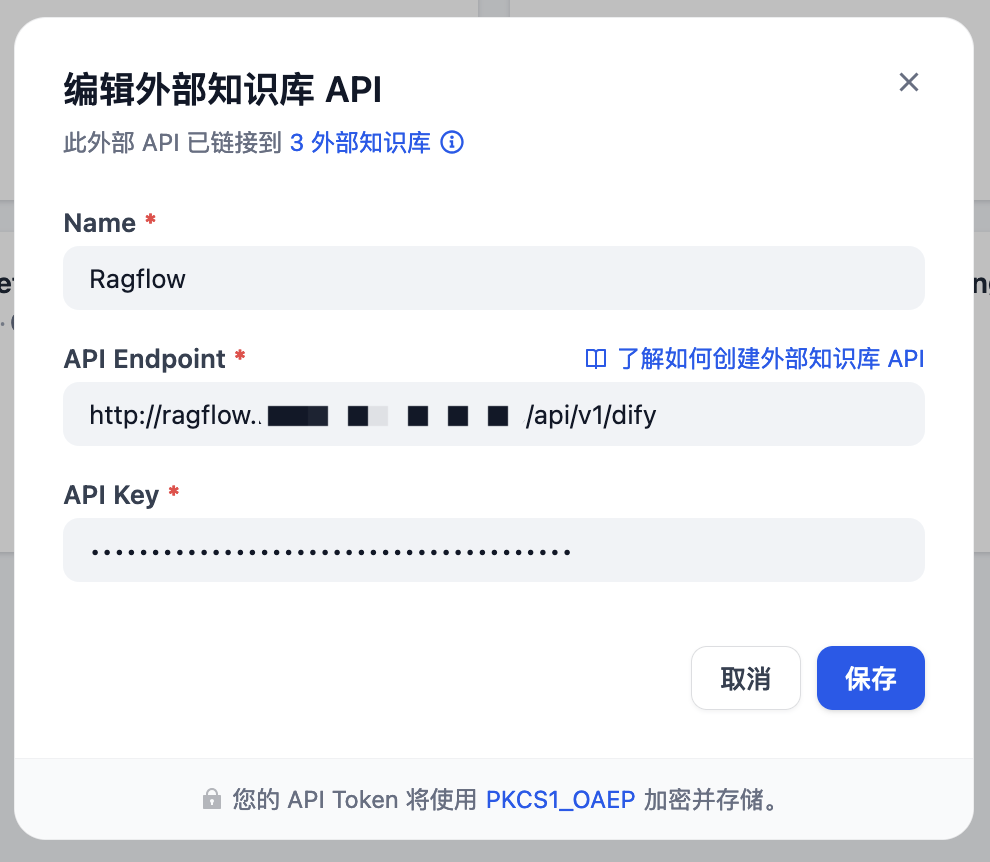 编辑外部知识库 API
此外部 API 已链接到 3 外部知识库
Name *
Ragflow
API Endpoint *
了解如何创建外部知识库 API
http://ragflow.. /api/v1/dify
API Key *
••••••••••••••••••••••••••••••••••••••••
取消
保存
您的 API Token 将使用 PKCS1_OAEP 加密并存储。